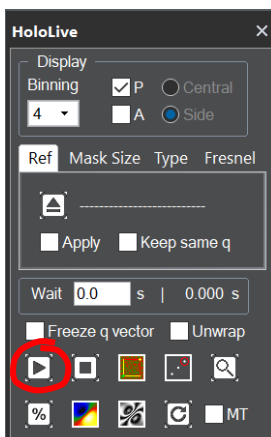 HoloLive
Display
Binning P Central
4 A Side
Ref Mask Size Type Fresnel
--------------------------
Apply Keep same q
Wait 0.0 s | 0.000 s
Freeze q vector Unwrap
% % C MT